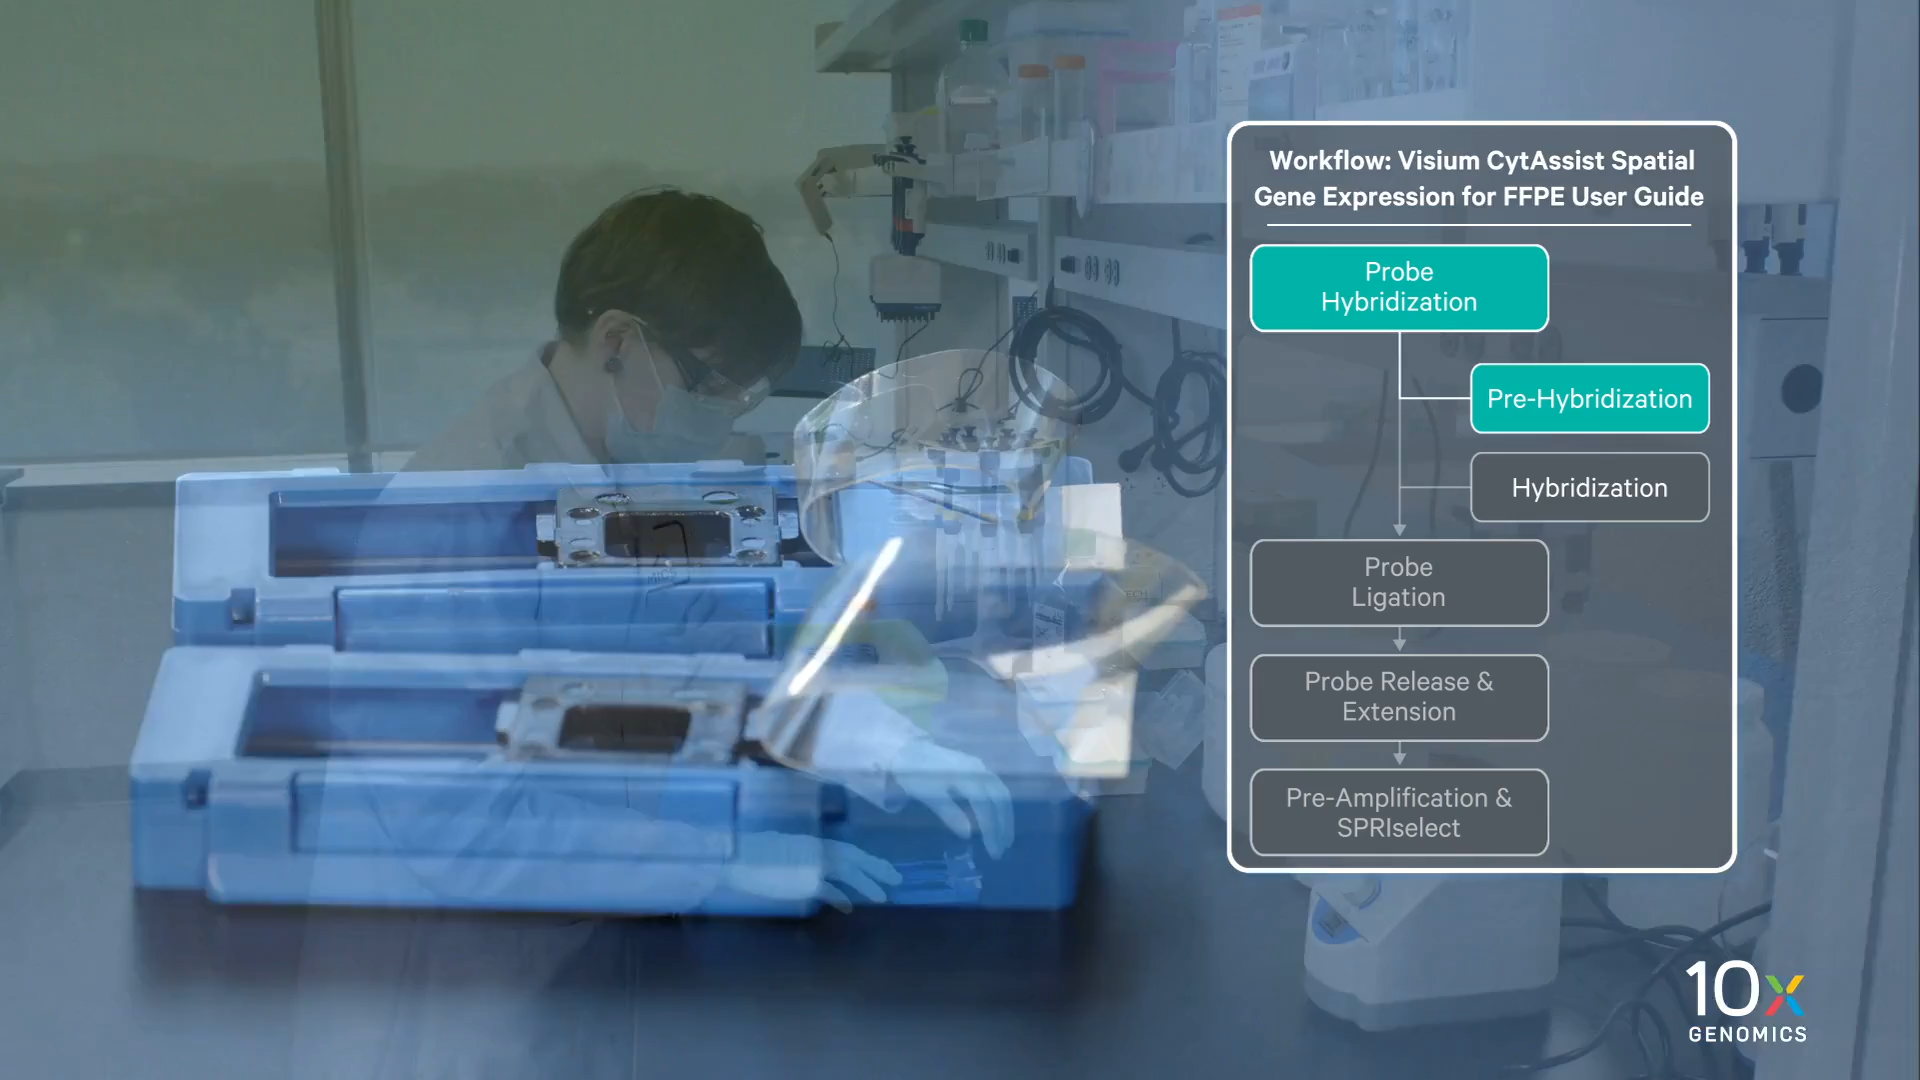 Workflow: Visium CytAssist Spatial
Gene Expression for FFPE User Guide
Probe
Hybridization
Pre-Hybridization
Hybridization
Probe
Ligation
Probe Release &
Extension
Pre-Amplification &
SPRIselect
10x
GENOMICS